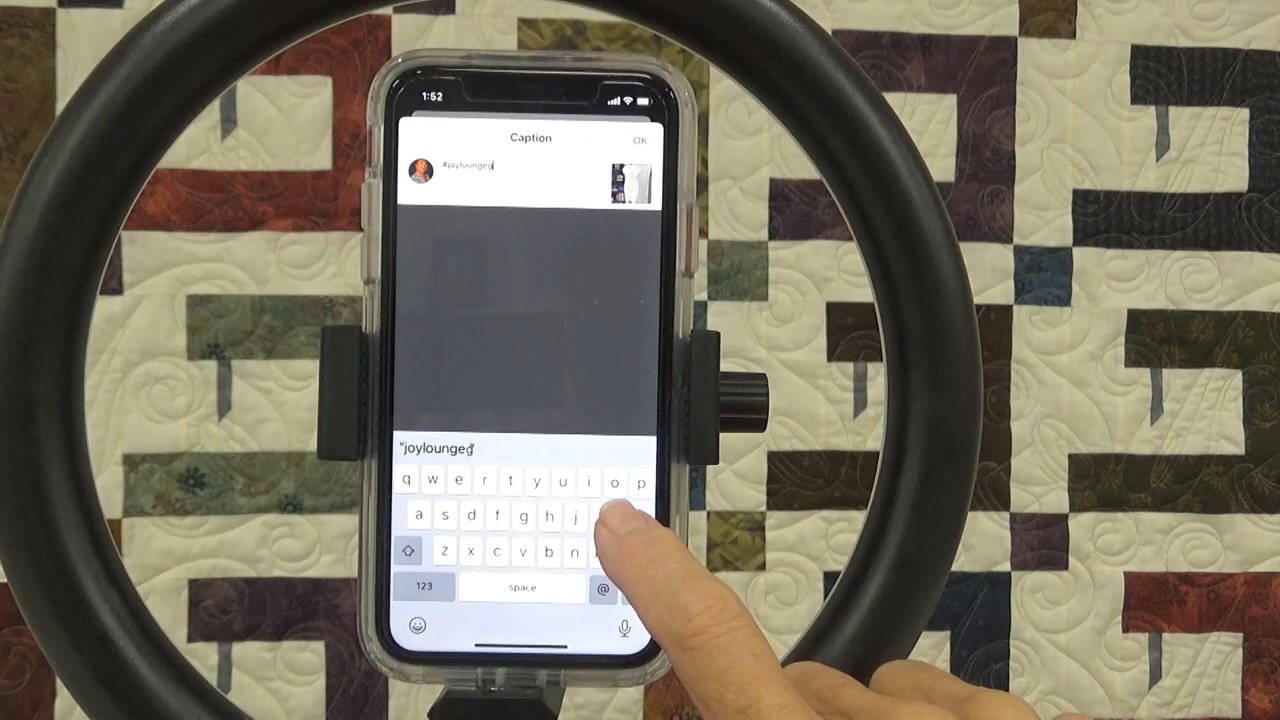 1:52
Caption
OK
#joylounged
"joylounged"
q w e r t y u i o p
a s d f g h j
z x c v b n
123
space
@